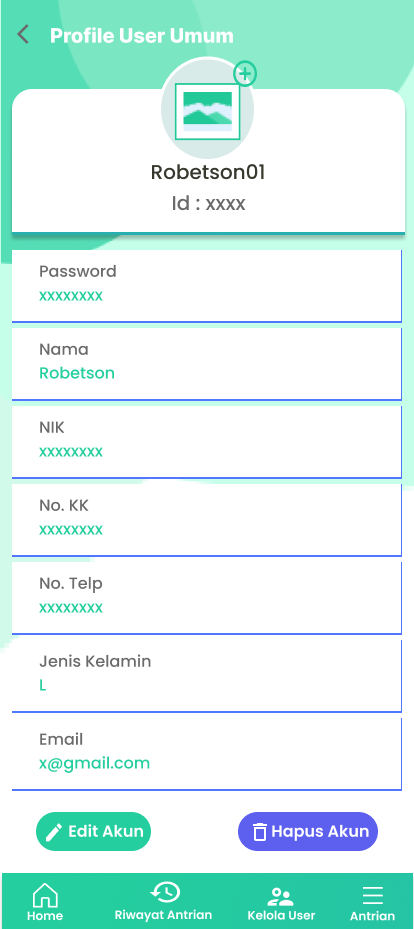 Profile User Umum
Robetson01
Id : xxxx
Password
xxxxxxxx
Nama
Robetson
NIK
xxxxxxxx
No. KK
xxxxxxxx
No. Telp
xxxxxxxx
Jenis Kelamin
L
Email
x@gmail.com
Edit Akun Hapus Akun
Home Riwayat Antrian Kelola User Antrian